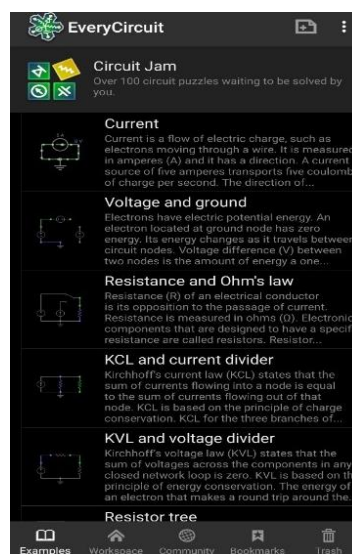 EveryCircuit
Circuit Jam
Over 100 circuit puzzles waiting to be solved by
you.
Current
Current is a flow of electric charge, such as
electrons moving through a wire. It is measured
in amperes (A) and it has a direction. A current
source of five amperes transports five coulomb
of charge per second. The direction of...
Voltage and ground
Electrons have electric potential energy. An
electron located at ground node has zero
energy. Its energy changes as it travels between
circuit nodes. Voltage difference (V) between
two nodes is the amount of energy a one...
Resistance and Ohm's law
Resistance (R) of an electrical conductor
is its opposition to the passage of current.
Resistance is measured in ohms (Ω). Electronic
components that are designed to have a specif
resistance are called resistors. Resistor...
KCL and current divider
Kirchhoff's current law (KCL) states that the
sum of currents flowing into a node is equal
to the sum of currents flowing out of that
node. KCL is based on the principle of charge
conservation. KCL for the three branches of...
KVL and voltage divider
Kirchhoff's voltage law (KVL) states that the
sum of voltages across the components in any
closed network loop is zero. KVL is based on th
principle of energy conservation. The energy of
an electron that makes a round trip around the.
Resistor tree
Examples Workspace Community Bookmarks Trash